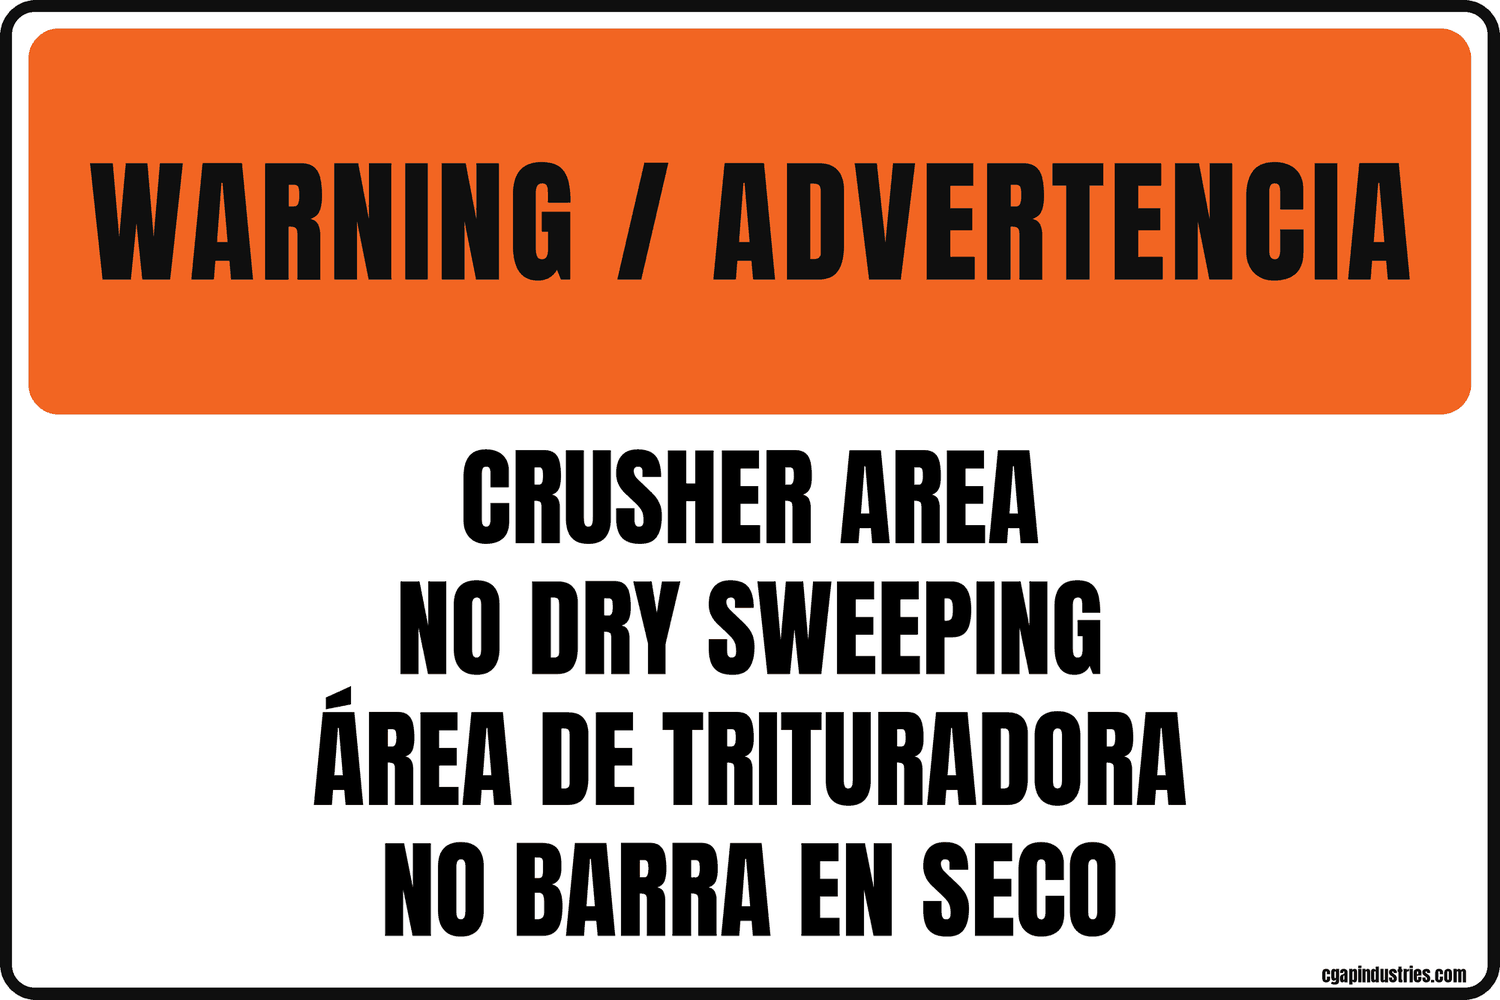 WARNING / ADVERTENCIA
CRUSHER AREA
NO DRY SWEEPING
ÁREA DE TRITURADORA
NO BARRA EN SECO
cgapindustries.com